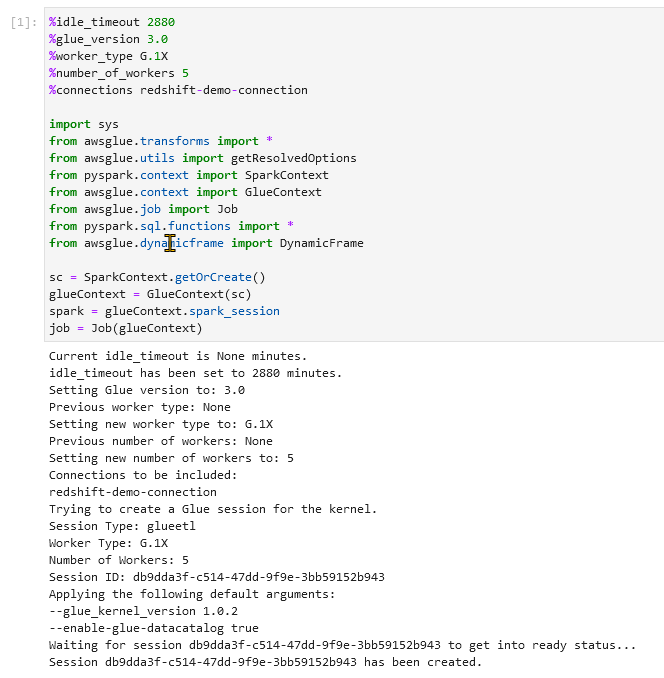 [1]:
%idle_timeout 2880
%glue_version 3.0
%worker_type G.1X
%number_of_workers 5
%connections redshift-demo-connection
import sys
from awsglue.transforms import *
from awsglue.utils import getResolvedOptions
from pyspark.context import SparkContext
from awsglue.context import GlueContext
from awsglue.job import Job
from pyspark.sql.functions import *
from awsglue.dynamicframe import DynamicFrame
sc = SparkContext.getOrCreate()
glueContext = GlueContext(sc)
spark = glueContext.spark_session
job = Job(glueContext)
Current idle_timeout is None minutes.
idle_timeout has been set to 2880 minutes.
Setting Glue version to: 3.0
Previous worker type: None
Setting new worker type to: G.1X
Previous number of workers: None
Setting new number of workers to: 5
Connections to be included:
redshift-demo-connection
Trying to create a Glue session for the kernel.
Session Type: glueetl
Worker Type: G.1X
Number of Workers: 5
Session ID: db9dda3f-c514-47dd-9f9e-3bb59152b943
Applying the following default arguments:
--glue_kernel_version 1.0.2
--enable-glue-datacatalog true
Waiting for session db9dda3f-c514-47dd-9f9e-3bb59152b943 to get into ready status...
Session db9dda3f-c514-47dd-9f9e-3bb59152b943 has been created.